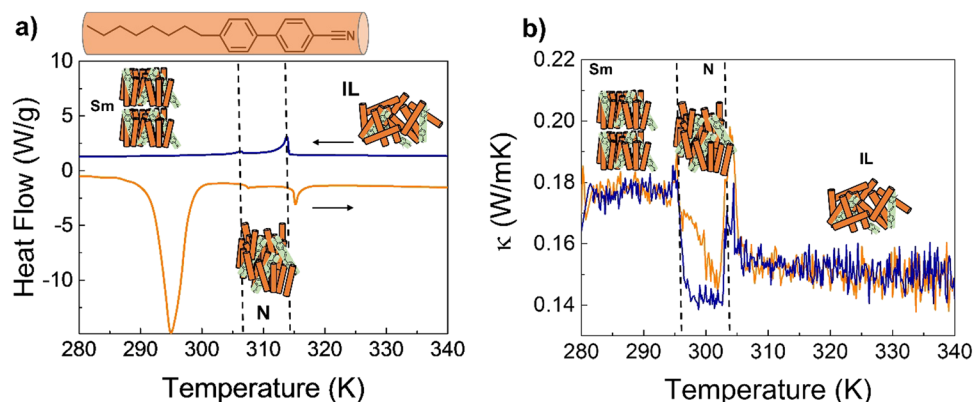 a)
N
Heat Flow (W/g)
10
5
0
-5
-10
Sm
IL
N
280 290 300 310 320 330 340
Temperature (K)
b)
κ (W/mK)
0.22
0.20
0.18
0.16
0.14
Sm
N
IL
280 290 300 310 320 330 340
Temperature (K)